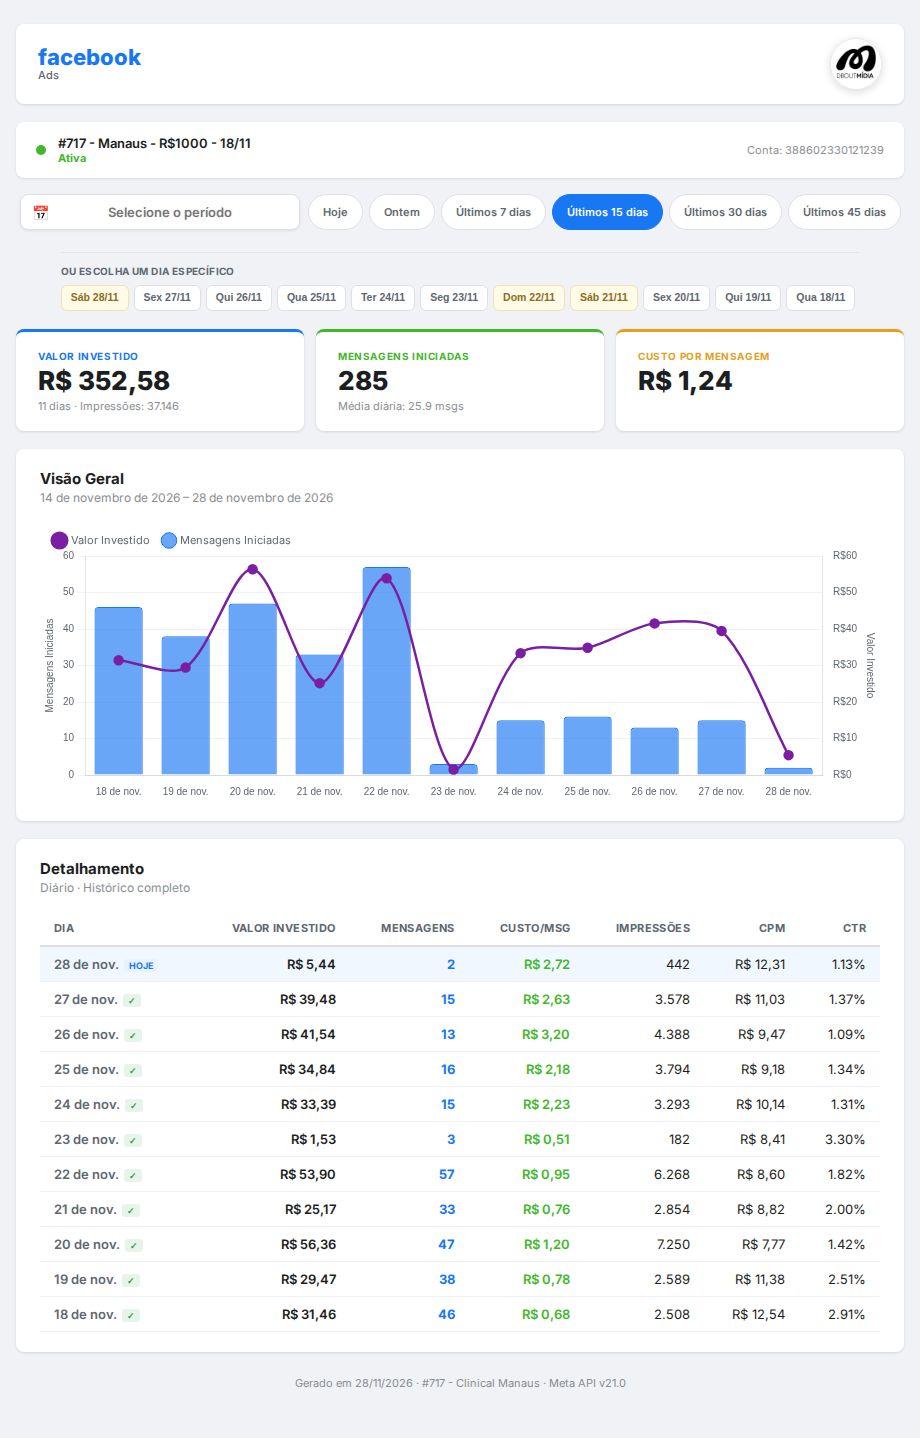 facebook
Ads
DBOUTMÍDIA
#717 - Manaus - R$1000 - 18/11
Ativa
Conta: 388602330121239
Selecione o período
Hoje
Ontem
Últimos 7 dias
Últimos 15 dias
Últimos 30 dias
Últimos 45 dias
OU ESCOLHA UM DIA ESPECÍFICO
Sáb 28/11
Sex 27/11
Qui 26/11
Qua 25/11
Ter 24/11
Seg 23/11
Dom 22/11
Sáb 21/11
Sex 20/11
Qui 19/11
Qua 18/11
VALOR INVESTIDO
R$ 352,58
11 dias · Impressões: 37.146
MENSAGENS INICIADAS
285
Média diária: 25.9 msgs
CUSTO POR MENSAGEM
R$ 1,24
Visão Geral
14 de novembro de 2026 – 28 de novembro de 2026
Valor Investido
Mensagens Iniciadas
60
50
40
30
20
10
0
Mensagens Iniciadas
R$60
R$50
R$40
R$30
R$20
R$10
R$0
Valor Investido
18 de nov.
19 de nov.
20 de nov.
21 de nov.
22 de nov.
23 de nov.
24 de nov.
25 de nov.
26 de nov.
27 de nov.
28 de nov.
Detalhamento
Diário · Histórico completo
DIA VALOR INVESTIDO MENSAGENS CUSTO/MSG IMPRESSÕES CPM CTR
28 de nov. HOJE R$ 5,44 2 R$ 2,72 442 R$ 12,31 1.13%
27 de nov. ✓ R$ 39,48 15 R$ 2,63 3.578 R$ 11,03 1.37%
26 de nov. ✓ R$ 41,54 13 R$ 3,20 4.388 R$ 9,47 1.09%
25 de nov. ✓ R$ 34,84 16 R$ 2,18 3.794 R$ 9,18 1.34%
24 de nov. ✓ R$ 33,39 15 R$ 2,23 3.293 R$ 10,14 1.31%
23 de nov. ✓ R$ 1,53 3 R$ 0,51 182 R$ 8,41 3.30%
22 de nov. ✓ R$ 53,90 57 R$ 0,95 6.268 R$ 8,60 1.82%
21 de nov. ✓ R$ 25,17 33 R$ 0,76 2.854 R$ 8,82 2.00%
20 de nov. ✓ R$ 56,36 47 R$ 1,20 7.250 R$ 7,77 1.42%
19 de nov. ✓ R$ 29,47 38 R$ 0,78 2.589 R$ 11,38 2.51%
18 de nov. ✓ R$ 31,46 46 R$ 0,68 2.508 R$ 12,54 2.91%
Gerado em 28/11/2026 · #717 - Clinical Manaus · Meta API v21.0